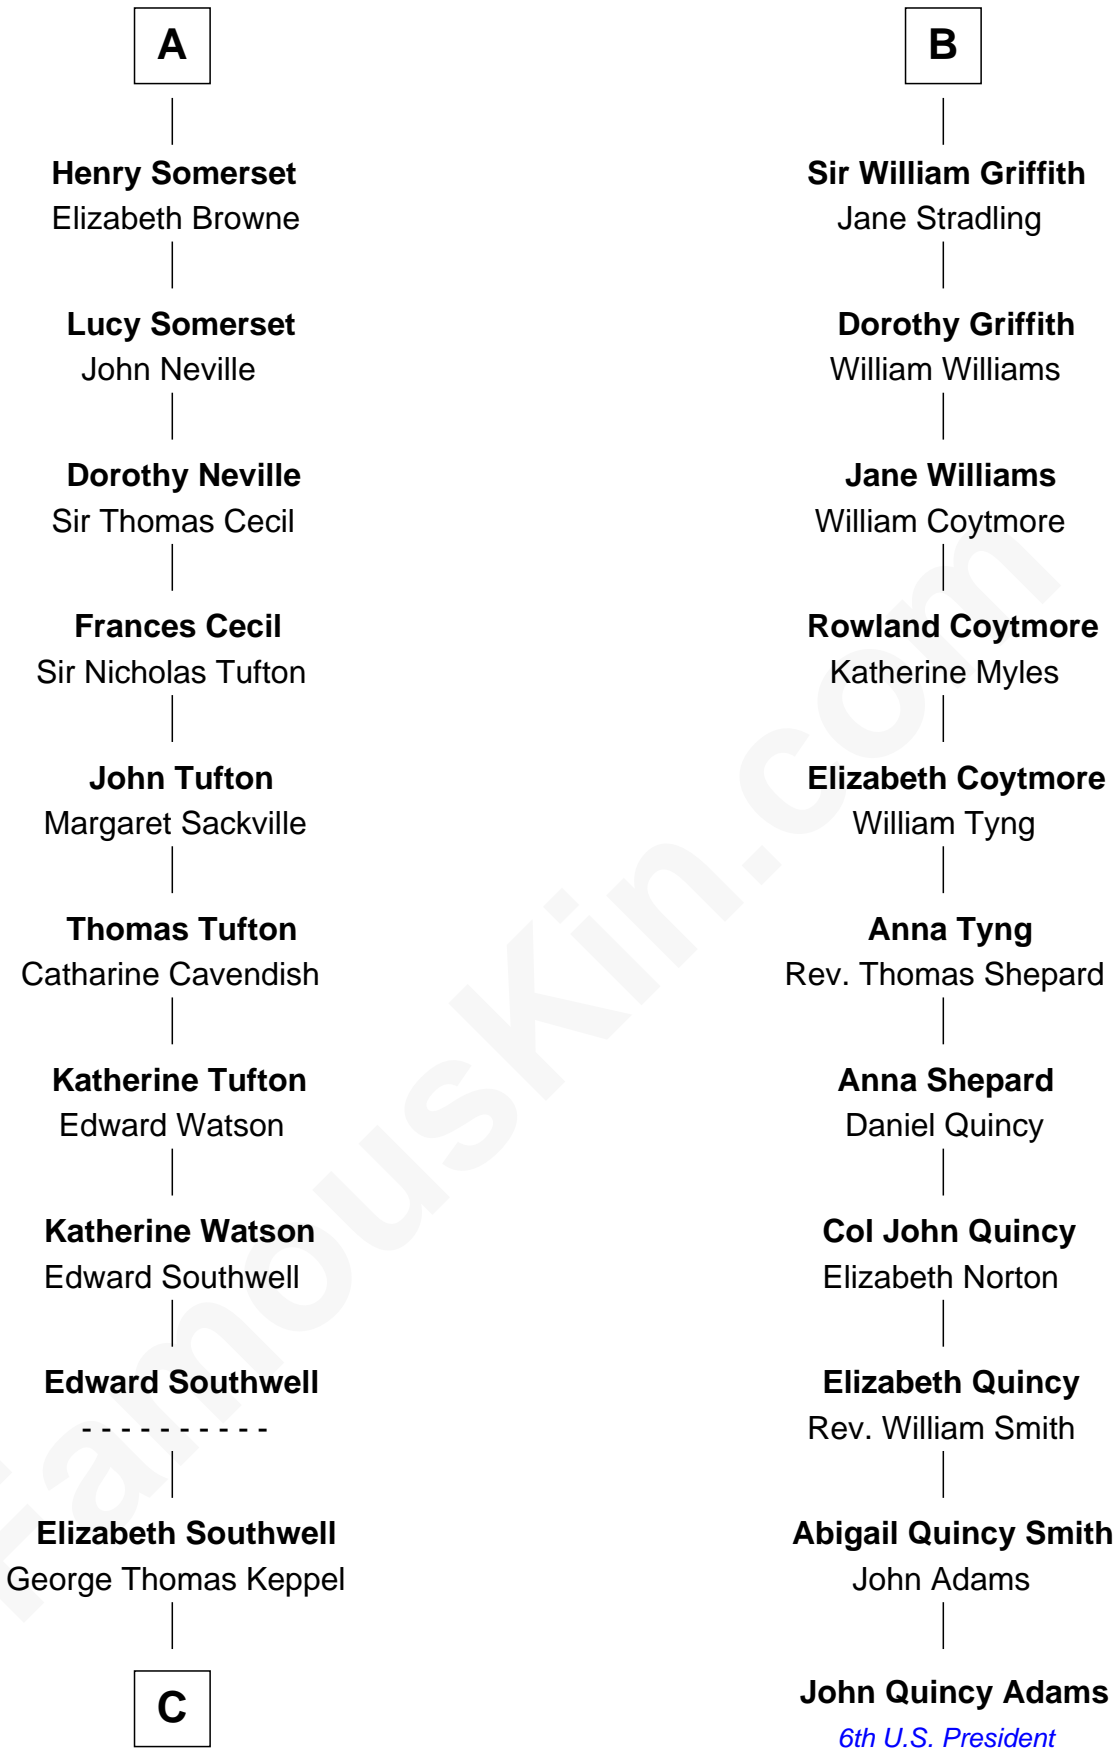 A
Henry Somerset
Elizabeth Browne
Lucy Somerset
John Neville
Dorothy Neville
Sir Thomas Cecil
Frances Cecil
Sir Nicholas Tufton
John Tufton
Margaret Sackville
Thomas Tufton
Catharine Cavendish
Katherine Tufton
Edward Watson
Katherine Watson
Edward Southwell
Edward Southwell
- - - - - - - - - -
Elizabeth Southwell
George Thomas Keppel
C
B
Sir William Griffith
Jane Stradling
Dorothy Griffith
William Williams
Jane Williams
William Coytmore
Rowland Coytmore
Katherine Myles
Elizabeth Coytmore
William Tyng
Anna Tyng
Rev. Thomas Shepard
Anna Shepard
Daniel Quincy
Col John Quincy
Elizabeth Norton
Elizabeth Quincy
Rev. William Smith
Abigail Quincy Smith
John Adams
John Quincy Adams
6th U.S. President
FamousKin.com